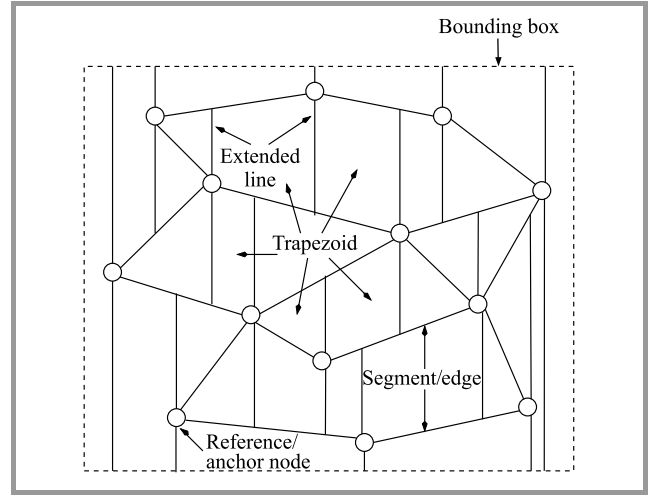 Bounding box
Extended
line
Trapezoid
Segment/edge
Reference/
anchor node